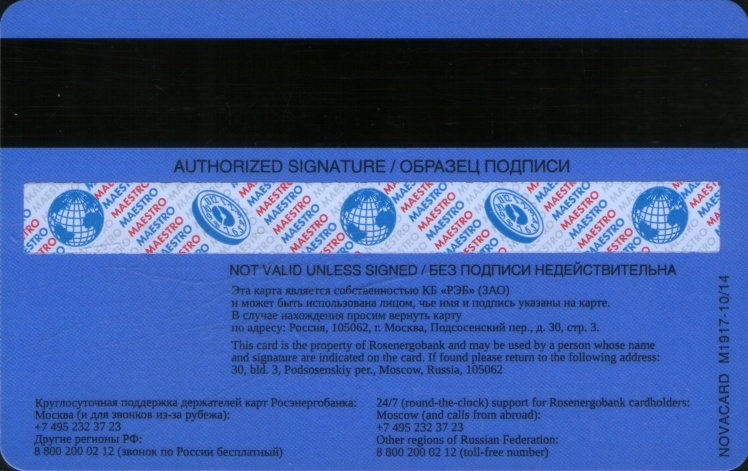 AUTHORIZED SIGNATURE / ОБРАЗЕЦ ПОДПИСИ
MAESTRO MAESTRO MAESTRO MAESTRO MAESTRO
NOT VALID UNLESS SIGNED / БЕЗ ПОДПИСИ НЕДЕЙСТВИТЕЛЬНА
Эта карта является собственностью КБ «РЭБ» (ЗАО)
и может быть использована лицом, чье имя и подпись указаны на карте.
В случае нахождения просим вернуть карту
по адресу: Россия, 105062, г. Москва, Подсосенский пер., д. 30, стр. 3.
This card is the property of Rosenergobank and may be used by a person whose name
and signature are indicated on the card. If found please return to the following address:
30, bld. 3, Podsosenskiy per., Moscow, Russia, 105062
Круглосуточная поддержка держателей карт Росэнергобанка:
Москва (и для звонков из-за рубежа):
+7 495 232 37 23
Другие регионы РФ:
8 800 200 02 12 (звонок по России бесплатный)
24/7 (round-the-clock) support for Rosenergobank cardholders:
Moscow (and calls from abroad):
+7 495 232 37 23
Other regions of Russian Federation:
8 800 200 02 12 (toll-free number)
NOVACARD M1917-10/14